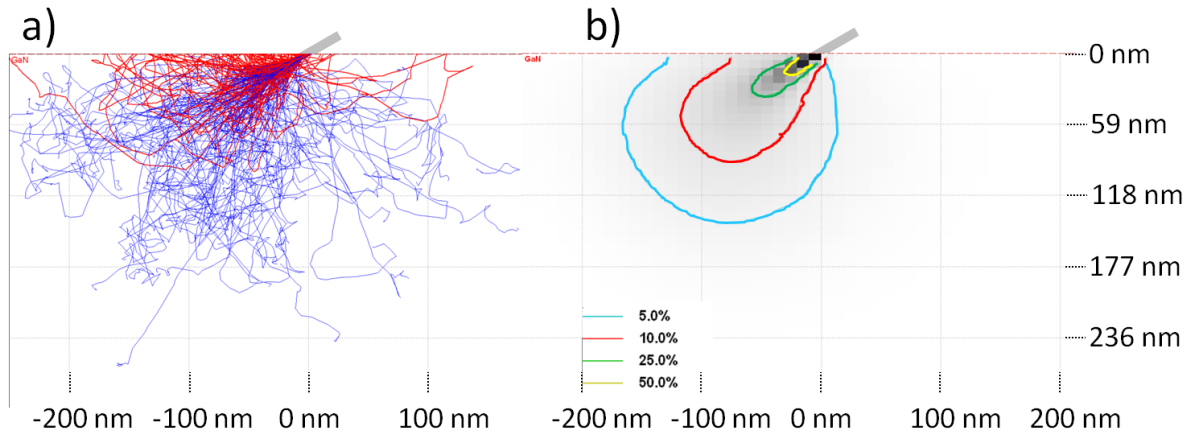 a)
b)
GaN
GaN
0 nm
59 nm
118 nm
177 nm
236 nm
5.0%
10.0%
25.0%
50.0%
-200 nm -100 nm 0 nm 100 nm
-200 nm -100 nm 0 nm 100 nm 200 nm